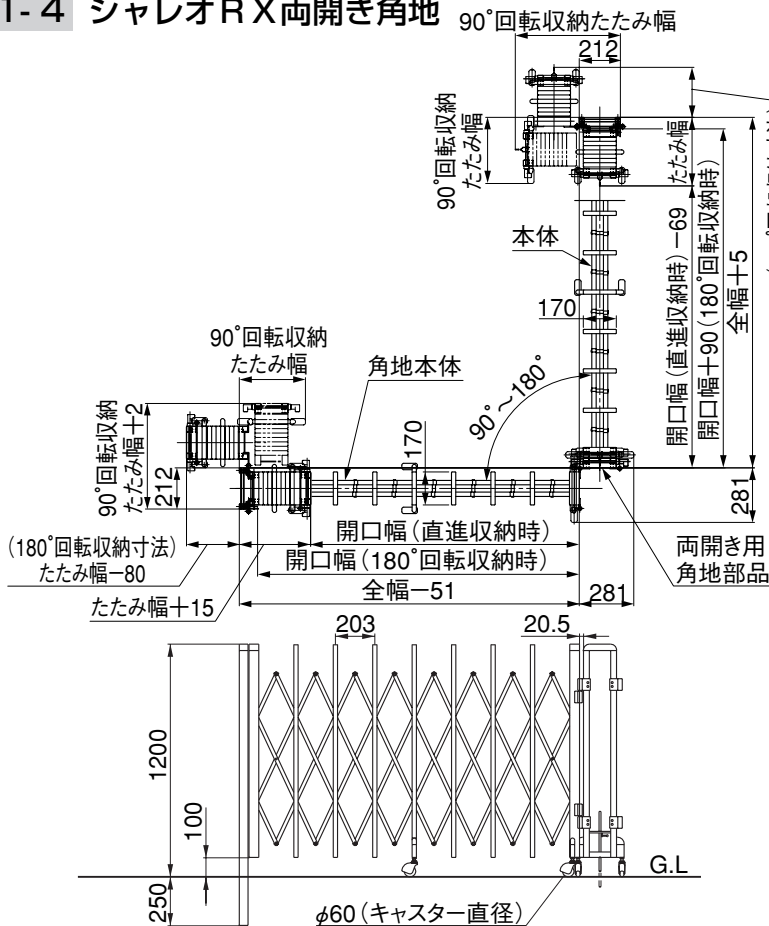 1-4 シャレオRX両開き角地
90°回転収納たたみ幅
212
90°回転収納
たたみ幅
たたみ幅
開口幅(直進収納時)−69
開口幅+90(180°回転収納時)
全幅+5
本体
170
90°回転収納
たたみ幅
角地本体
90°〜180°
90°回転収納
たたみ幅+2
212
170
281
(180°回転収納寸法)
たたみ幅−80
開口幅(直進収納時)
開口幅(180°回転収納時)
全幅−51
281
たたみ幅+15
両開き用
角地部品
203
20.5
1200
100
250
G.L
φ60(キャスター直径)